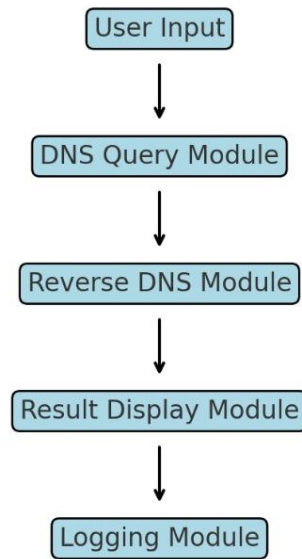 User Input
DNS Query Module
Reverse DNS Module
Result Display Module
Logging Module